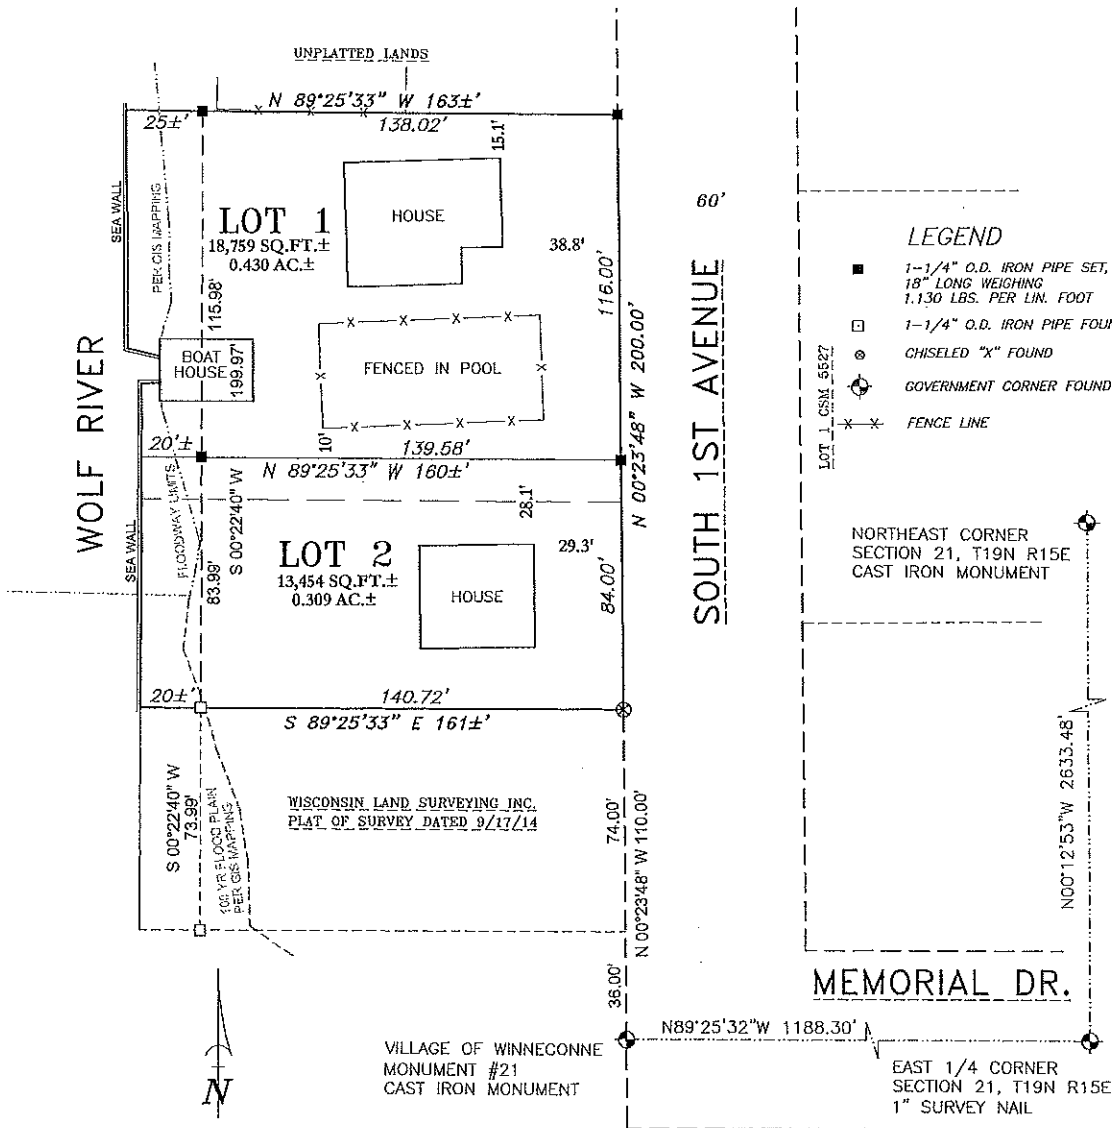 UNPLATTED LANDS
N 89°25'33" W 163±'
25±'
138.02'
15.1'
SEA WALL
PER GIS MAPPING
LOT 1
18,759 SQ.FT.±
0.430 AC.±
HOUSE
38.8'
60'
115.98'
116.00'
N 00°23'48" W 200.00'
SOUTH 1ST AVENUE
LEGEND
1-1/4" O.D. IRON PIPE SET,
18" LONG WEIGHING
1.130 LBS. PER LIN. FOOT
1-1/4" O.D. IRON PIPE FOU
CHISELED "X" FOUND
GOVERNMENT CORNER FOUND
X X FENCE LINE
LOT 1 CSM 5527
WOLF RIVER
BOAT
HOUSE
199.97'
FENCED IN POOL
10'
20'±
139.58'
N 89°25'33" W 160±'
FLOODWAY LIMITS
S 00°22'40" W
28.1'
SEA WALL
LOT 2
13,454 SQ.FT.±
0.309 AC.±
29.3'
HOUSE
83.99'
84.00'
NORTHEAST CORNER
SECTION 21, T19N R15E
CAST IRON MONUMENT
20±'
140.72'
S 89°25'33" E 161±'
S 00°22'40" W
73.99'
100 YR FLOOD PLAIN
PER GIS MAPPING
WISCONSIN LAND SURVEYING INC.
PLAT OF SURVEY DATED 9/17/14
74.00'
N 00°23'48" W 110.00'
N00°12'53"W 2633.48'
36.00'
MEMORIAL DR.
N89°25'32"W 1188.30'
N
VILLAGE OF WINNECONNE
MONUMENT #21
CAST IRON MONUMENT
EAST 1/4 CORNER
SECTION 21, T19N R15E
1" SURVEY NAIL